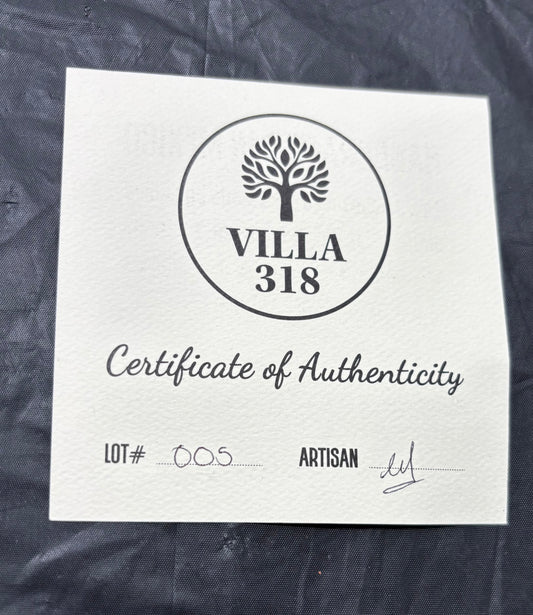 VILLA
318
Certificate of Authenticity
LOT# 005 ARTISAN